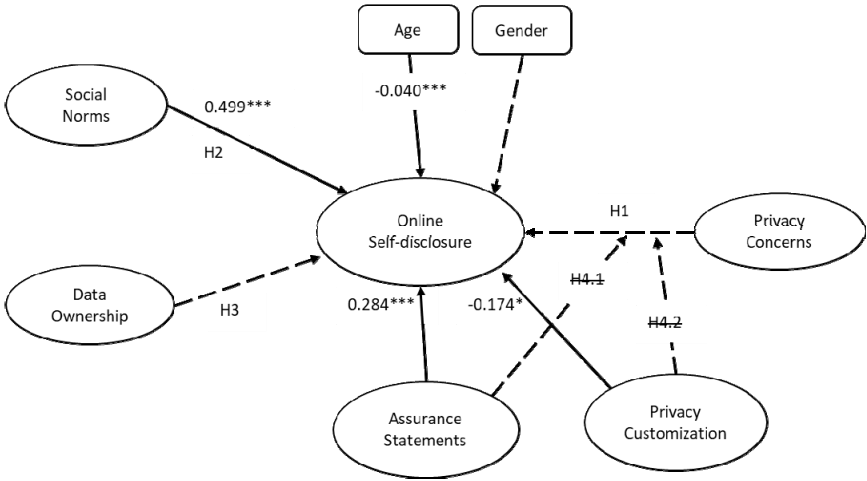 Age
Gender
Social
Norms
0.499***
-0.040***
H2
Online
Self-disclosure
H1
Privacy
Concerns
Data
Ownership
H3
0.284***
-0.174*
H4.1
H4.2
Assurance
Statements
Privacy
Customization